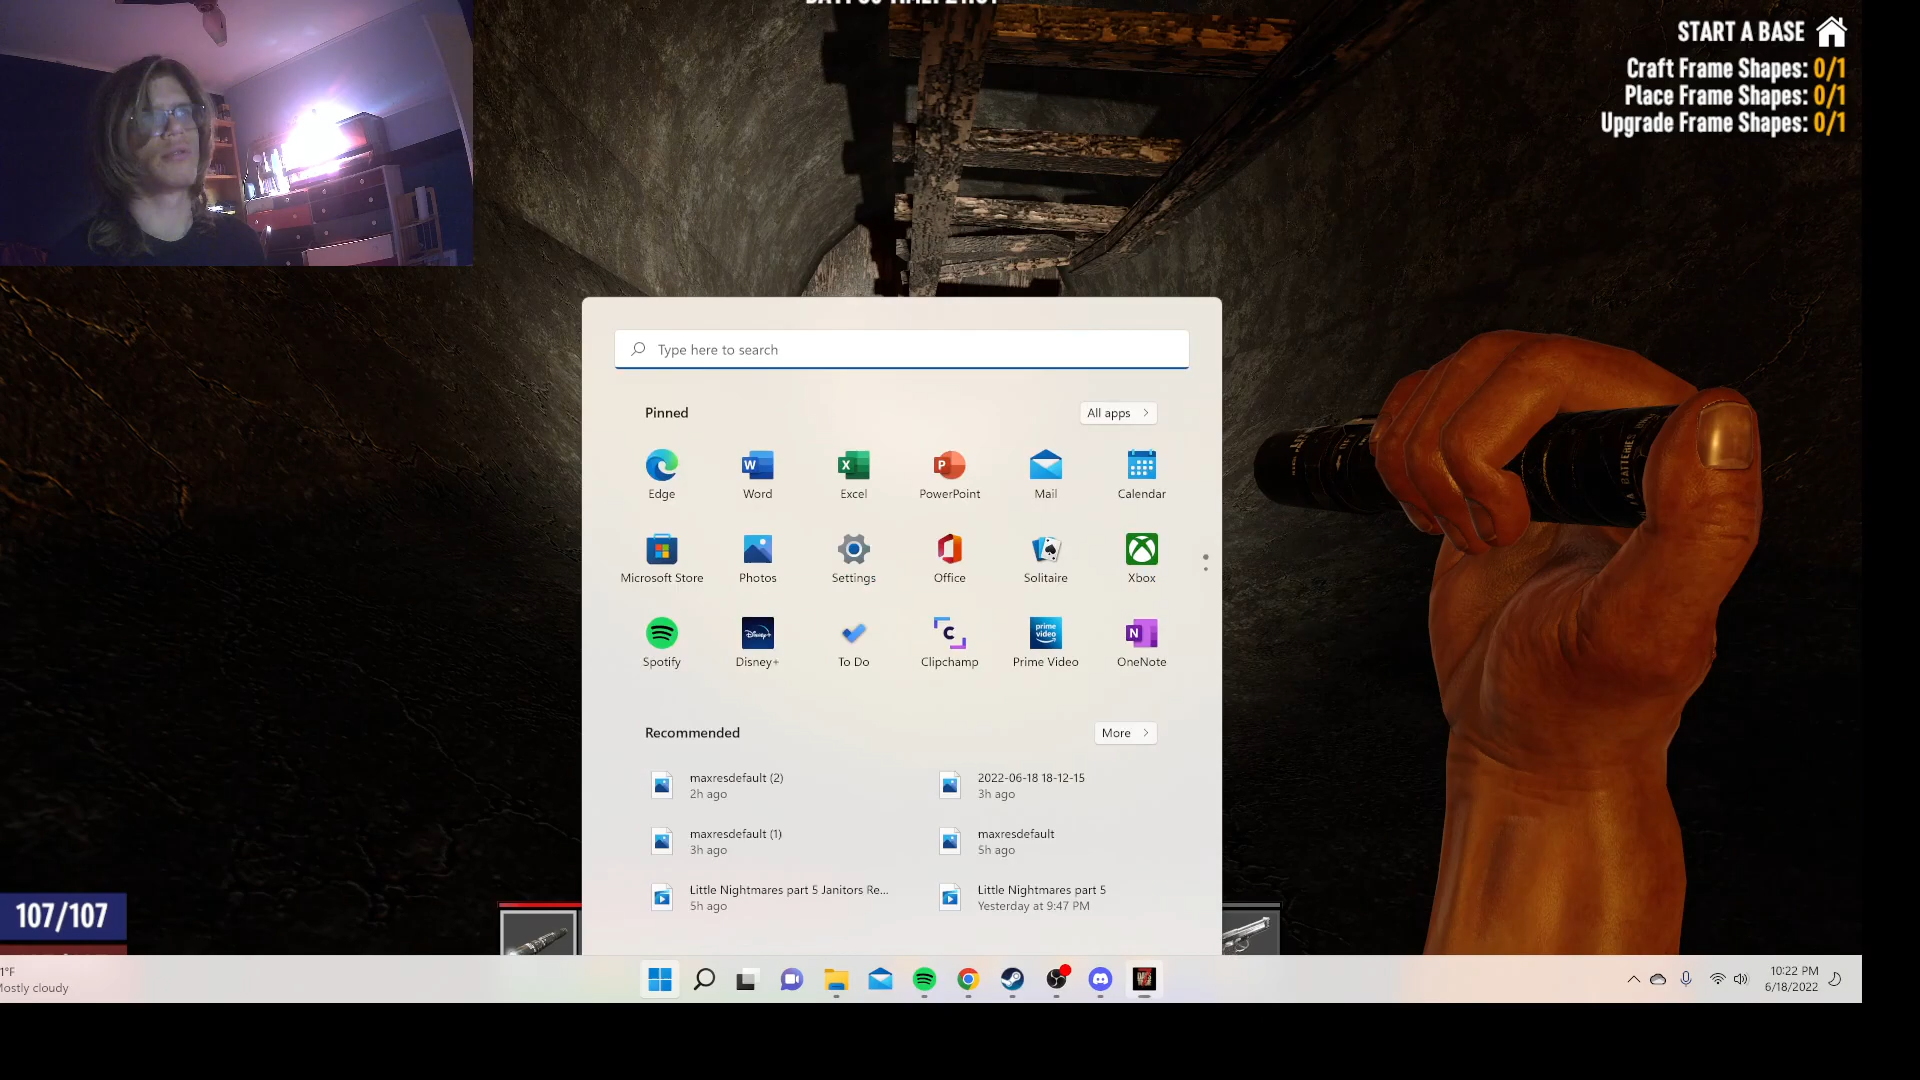 START A BASE
Craft Frame Shapes: 0/1
Place Frame Shapes: 0/1
Upgrade Frame Shapes: 0/1
Type here to search
Pinned
All apps
Edge
Word
Excel
PowerPoint
Mail
Calendar
Microsoft Store
Photos
Settings
Office
Solitaire
Xbox
Spotify
Disney+
To Do
Clipchamp
Prime Video
OneNote
Recommended
More
maxresdefault (2)
2h ago
2022-06-18 18-12-15
3h ago
maxresdefault (1)
3h ago
maxresdefault
5h ago
Little Nightmares part 5 Janitors Re...
5h ago
Little Nightmares part 5
Yesterday at 9:47 PM
107/107
1°F
Mostly cloudy
10:22 PM
6/18/2022